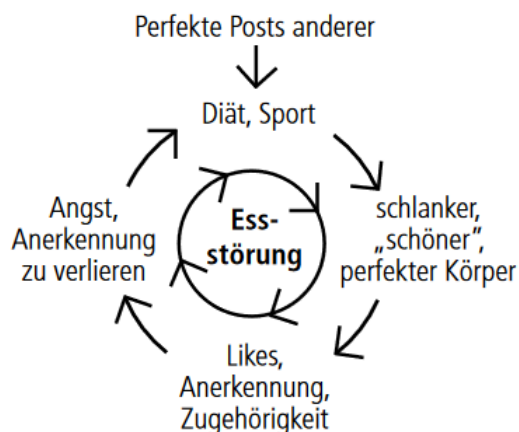 Perfekte Posts anderer
Diät, Sport
schlanker,
„schöner”,
perfekter Körper
Likes,
Anerkennung,
Zugehörigkeit
Angst,
Anerkennung
zu verlieren
Ess-
störung